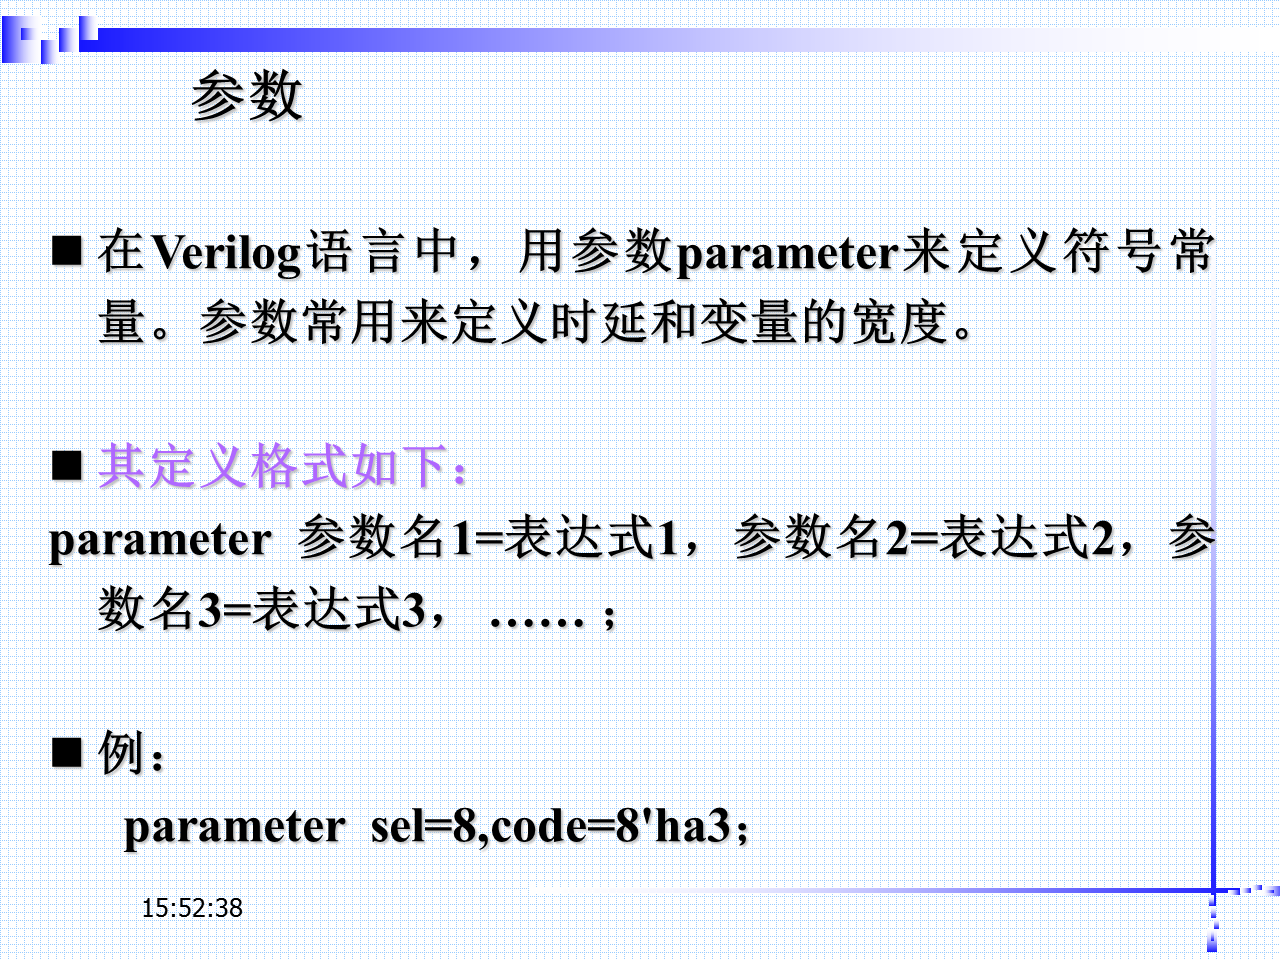 参数
在Verilog语言中，用参数parameter来定义符号常
量。参数常用来定义时延和变量的宽度。
其定义格式如下：
parameter 参数名1=表达式1，参数名2=表达式2，参
数名3=表达式3， ……；
例：
parameter sel=8,code=8'ha3；
15:52:38